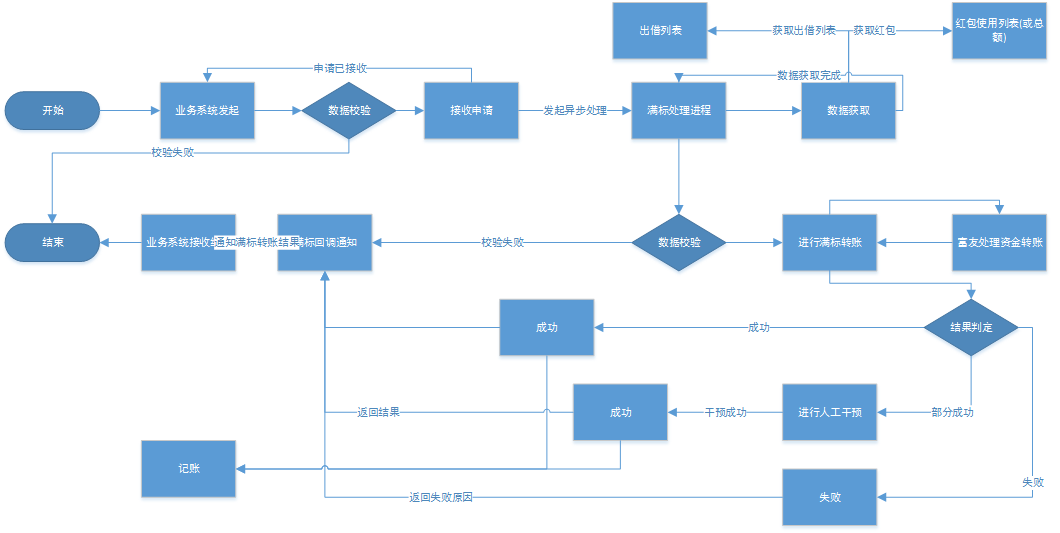 出借列表
获取出借列表
获取红包
红包使用列表(或总
额)
申请已接收
数据获取完成
开始
业务系统发起
数据校验
接收申请
发起异步处理
满标处理进程
数据获取
校验失败
结束
业务系统接收到
通知满标转账结果
满标回调通知
校验失败
数据校验
进行满标转账
富友处理资金转账
成功
成功
结果判定
返回结果
成功
干预成功
进行人工干预
部分成功
记账
返回失败原因
失败
失败